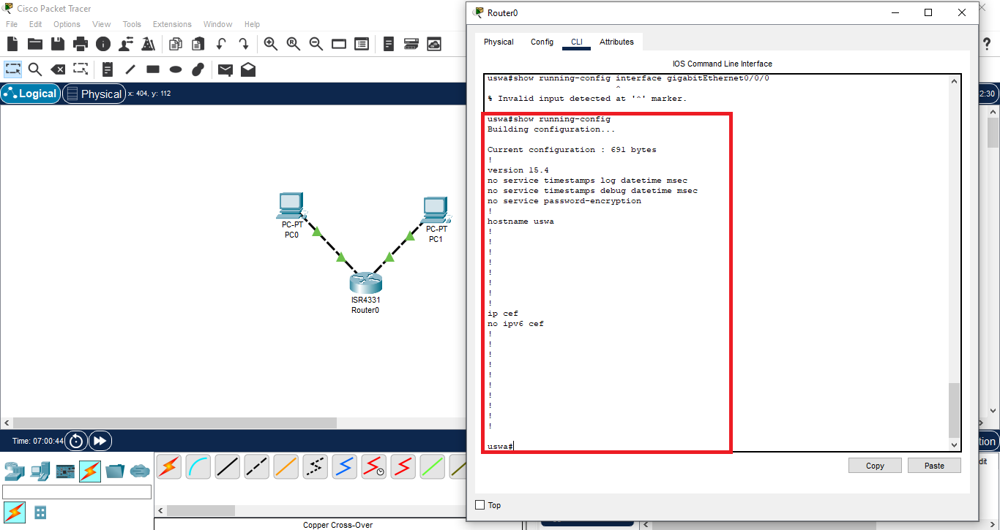 Cisco Packet Tracer
File Edit Options View Tools Extensions Window Help
Logical Physical x: 404, y: 112
PC-PT
PC0
PC-PT
PC1
ISR4331
Router0
Time: 07:00:44
Copper Cross-Over
Router0
Physical Config CLI Attributes
IOS Command Line Interface
uswa#show running-config interface gigabitEthernet0/0/0
^
% Invalid input detected at '^' marker.
uswa#show running-config
Building configuration...
Current configuration : 691 bytes
!
version 15.4
no service timestamps log datetime msec
no service timestamps debug datetime msec
no service password-encryption
!
hostname uswa
!
!
!
!
!
!
!
!
ip cef
no ipv6 cef
!
!
!
!
!
!
!
!
!
!
uswa#
Copy Paste
Top
2:30
tion
dit